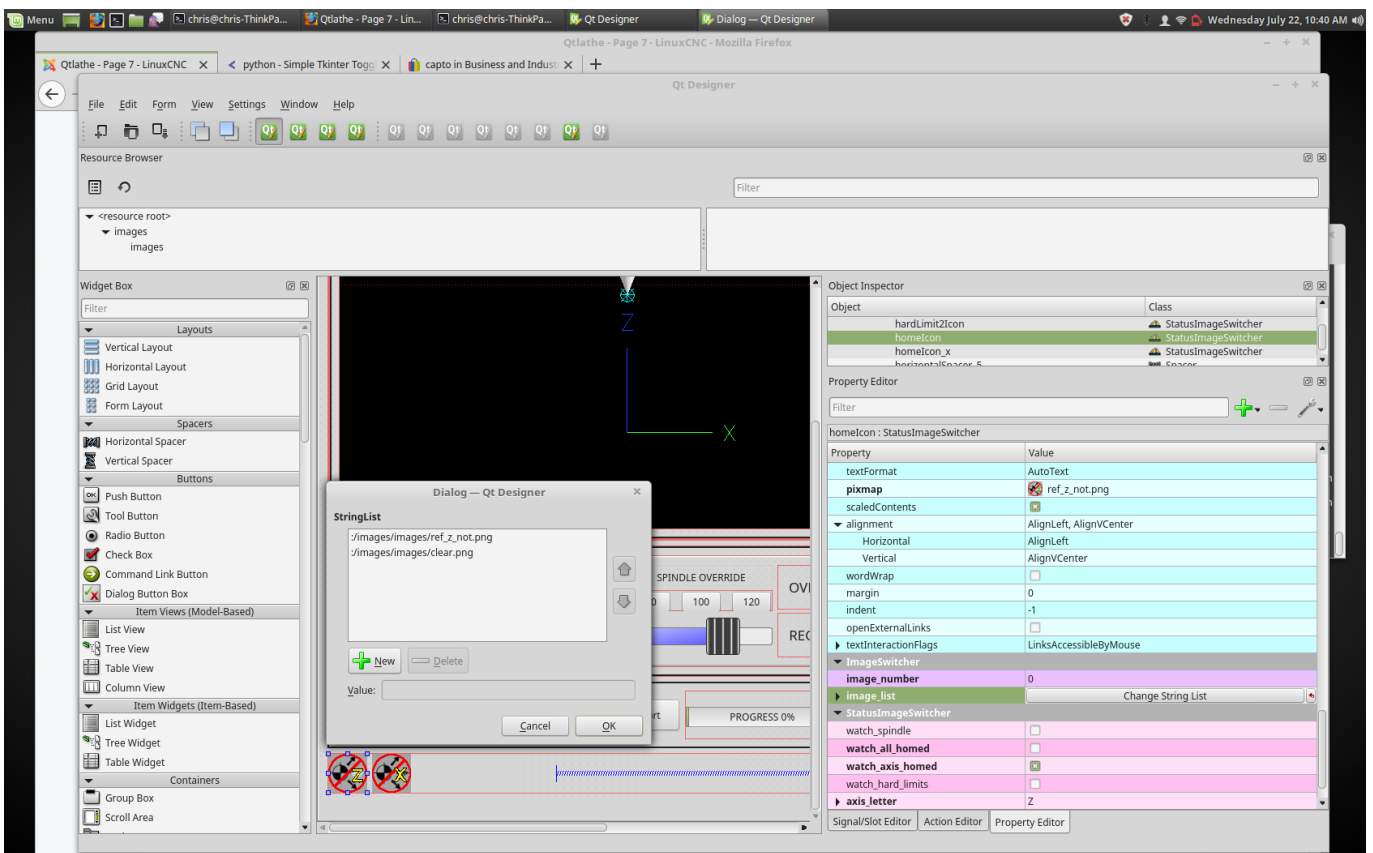 Menu
chris@chris-ThinkPa...
Qtlathe - Page 7 - Lin...
chris@chris-ThinkPa...
Qt Designer
Dialog — Qt Designer
Wednesday July 22, 10:40 AM
Qtlathe - Page 7 - LinuxCNC - Mozilla Firefox
Qtlathe - Page 7 - LinuxCNC
python - Simple Tkinter Togg
capto in Business and Indust
Qt Designer
File Edit Form View Settings Window Help
Resource Browser
Filter
<resource root>
images
images
Widget Box
Filter
Layouts
Vertical Layout
Horizontal Layout
Grid Layout
Form Layout
Spacers
Horizontal Spacer
Vertical Spacer
Buttons
Push Button
Tool Button
Radio Button
Check Box
Command Link Button
Dialog Button Box
Item Views (Model-Based)
List View
Tree View
Table View
Column View
Item Widgets (Item-Based)
List Widget
Tree Widget
Table Widget
Containers
Group Box
Scroll Area
Z
X
Dialog — Qt Designer
StringList
:/images/images/ref_z_not.png
:/images/images/clear.png
New
Delete
Value:
Cancel
OK
SPINDLE OVERRIDE
0
100
120
OVI
REC
rt
PROGRESS 0%
Z
X
Object Inspector
Object Class
hardLimit2Icon StatusImageSwitcher
homeIcon StatusImageSwitcher
homeIcon_x StatusImageSwitcher
horizontalSpacer_5 Spacer
Property Editor
Filter
homeIcon : StatusImageSwitcher
Property Value
textFormat AutoText
pixmap ref_z_not.png
scaledContents
alignment AlignLeft, AlignVCenter
Horizontal AlignLeft
Vertical AlignVCenter
wordWrap
margin 0
indent -1
openExternalLinks
textInteractionFlags LinksAccessibleByMouse
ImageSwitcher
image_number 0
image_list Change String List
StatusImageSwitcher
watch_spindle
watch_all_homed
watch_axis_homed
watch_hard_limits
axis_letter Z
Signal/Slot Editor
Action Editor
Property Editor